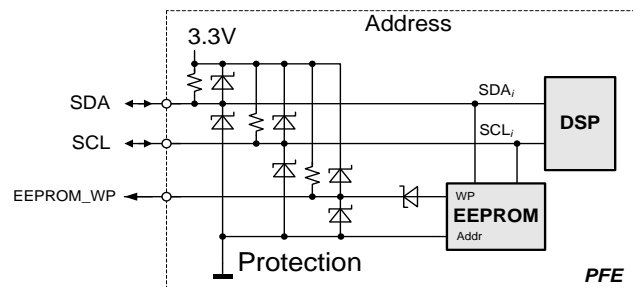 Address
3.3V
SDA
SDAi
SCL
SCLi
DSP
EEPROM_WP
WP
EEPROM
Addr
Protection
PFE